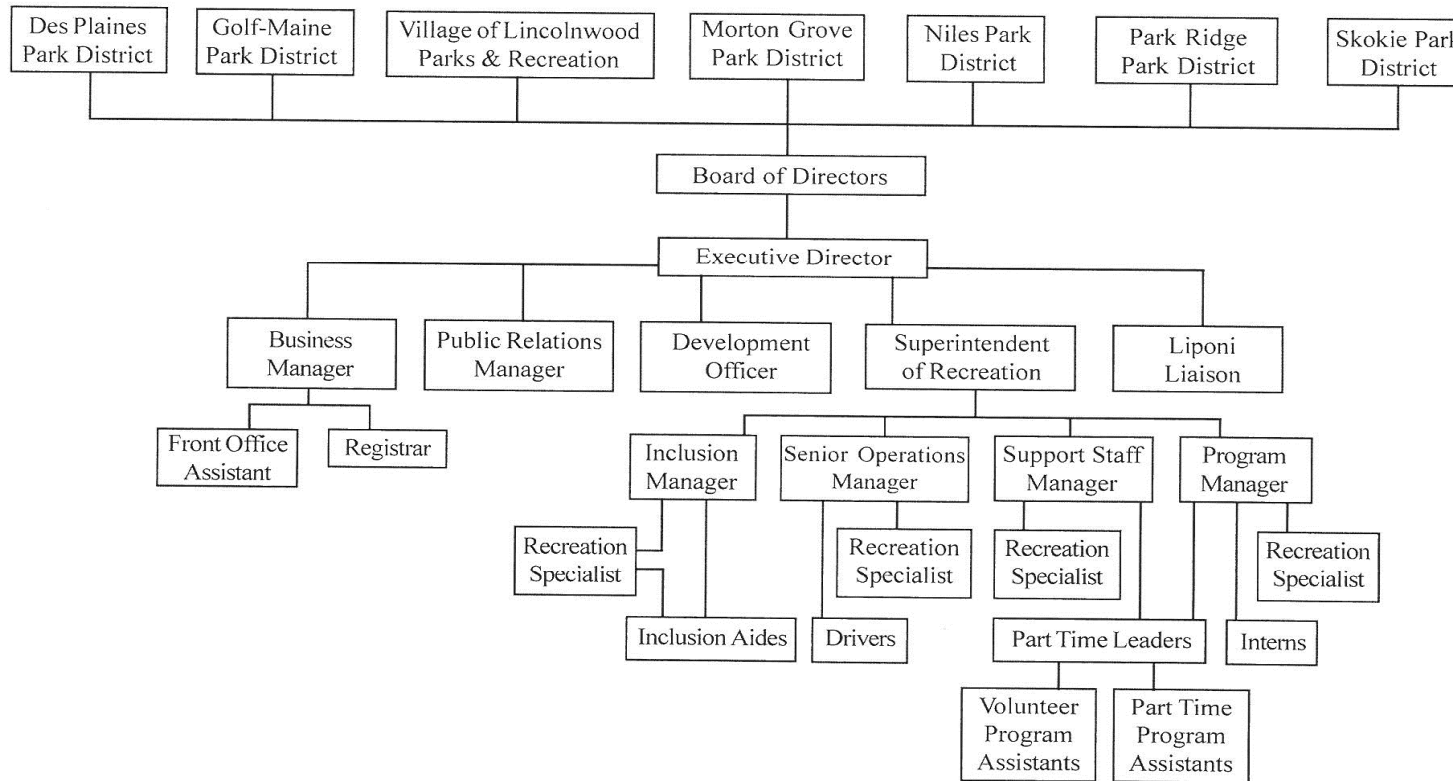 Des Plaines
Park District
Golf-Maine
Park District
Village of Lincolnwood
Parks & Recreation
Morton Grove
Park District
Niles Park
District
Park Ridge
Park District
Skokie Park
District
Board of Directors
Executive Director
Business
Manager
Public Relations
Manager
Development
Officer
Superintendent
of Recreation
Liponi
Liaison
Front Office
Assistant
Registrar
Inclusion
Manager
Senior Operations
Manager
Support Staff
Manager
Program
Manager
Recreation
Specialist
Recreation
Specialist
Recreation
Specialist
Recreation
Specialist
Inclusion Aides
Drivers
Part Time Leaders
Interns
Volunteer
Program
Assistants
Part Time
Program
Assistants